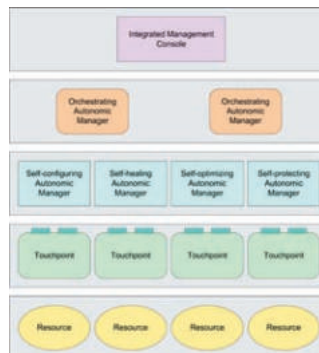 Integrated Management
Console
Orchestrating
Autonomic
Manager
Orchestrating
Autonomic
Manager
Self-configuring
Autonomic
Manager
Self-healing
Autonomic
Manager
Self-optimizing
Autonomic
Manager
Self-protecting
Autonomic
Manager
Touchpoint
Touchpoint
Touchpoint
Touchpoint
Resource
Resource
Resource
Resource